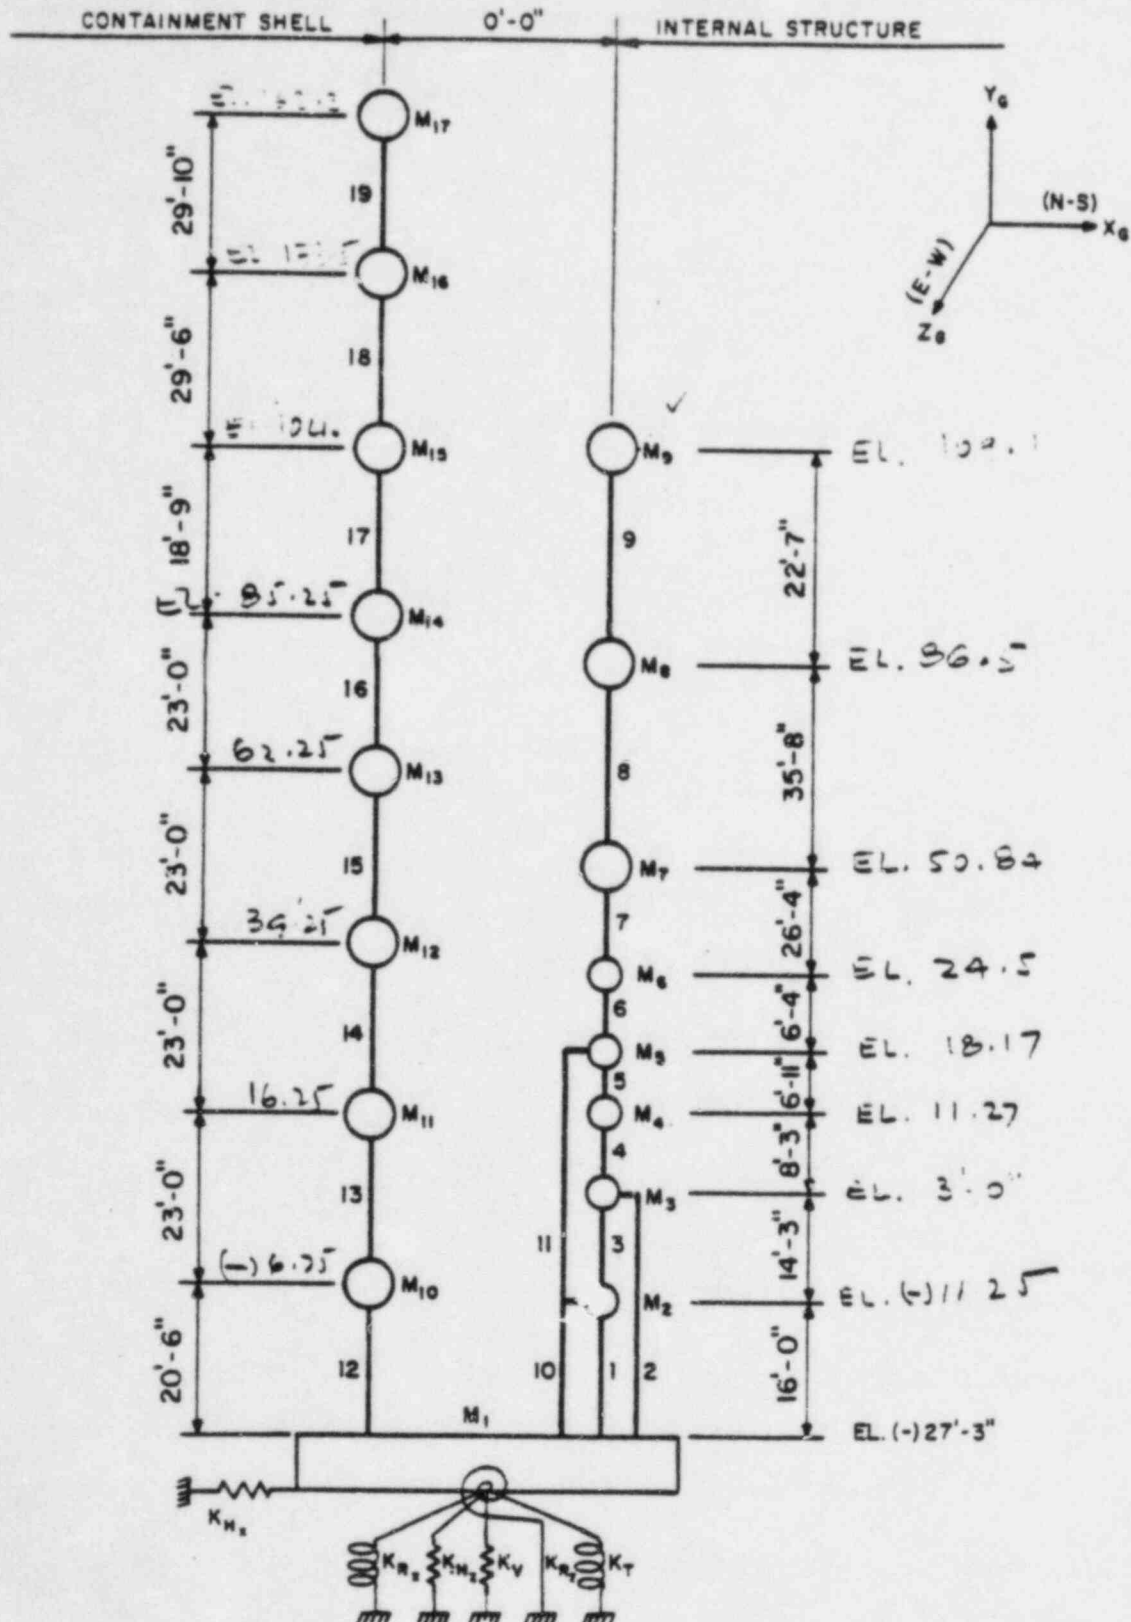 CONTAINMENT SHELL
0'-0"
INTERNAL STRUCTURE
M17
29'-10"
19
M16
29'-6"
18
M15
18'-9"
17
85.25
M14
23'-0"
16
62.25
M13
23'-0"
15
M12
23'-0"
14
16.25
M11
23'-0"
13
(-) 6.75
M10
20'-6"
12
YG
(N-S)
XG
(E-W)
ZG
M9
EL.
9
22'-7"
M8
EL. 86.5
8
35'-8"
M7
EL. 50.84
7
26'-4"
M6
EL. 24.5
6
6'-4"
M5
EL. 18.17
5
6'-11"
M4
EL. 11.27
4
8'-3"
M3
EL. 3'-0"
11
3
14'-3"
M2
EL. (-) 11 25
10
1
2
16'-0"
M1
EL. (-) 27'-3"
KHx
KRx
KHz
KV
KT